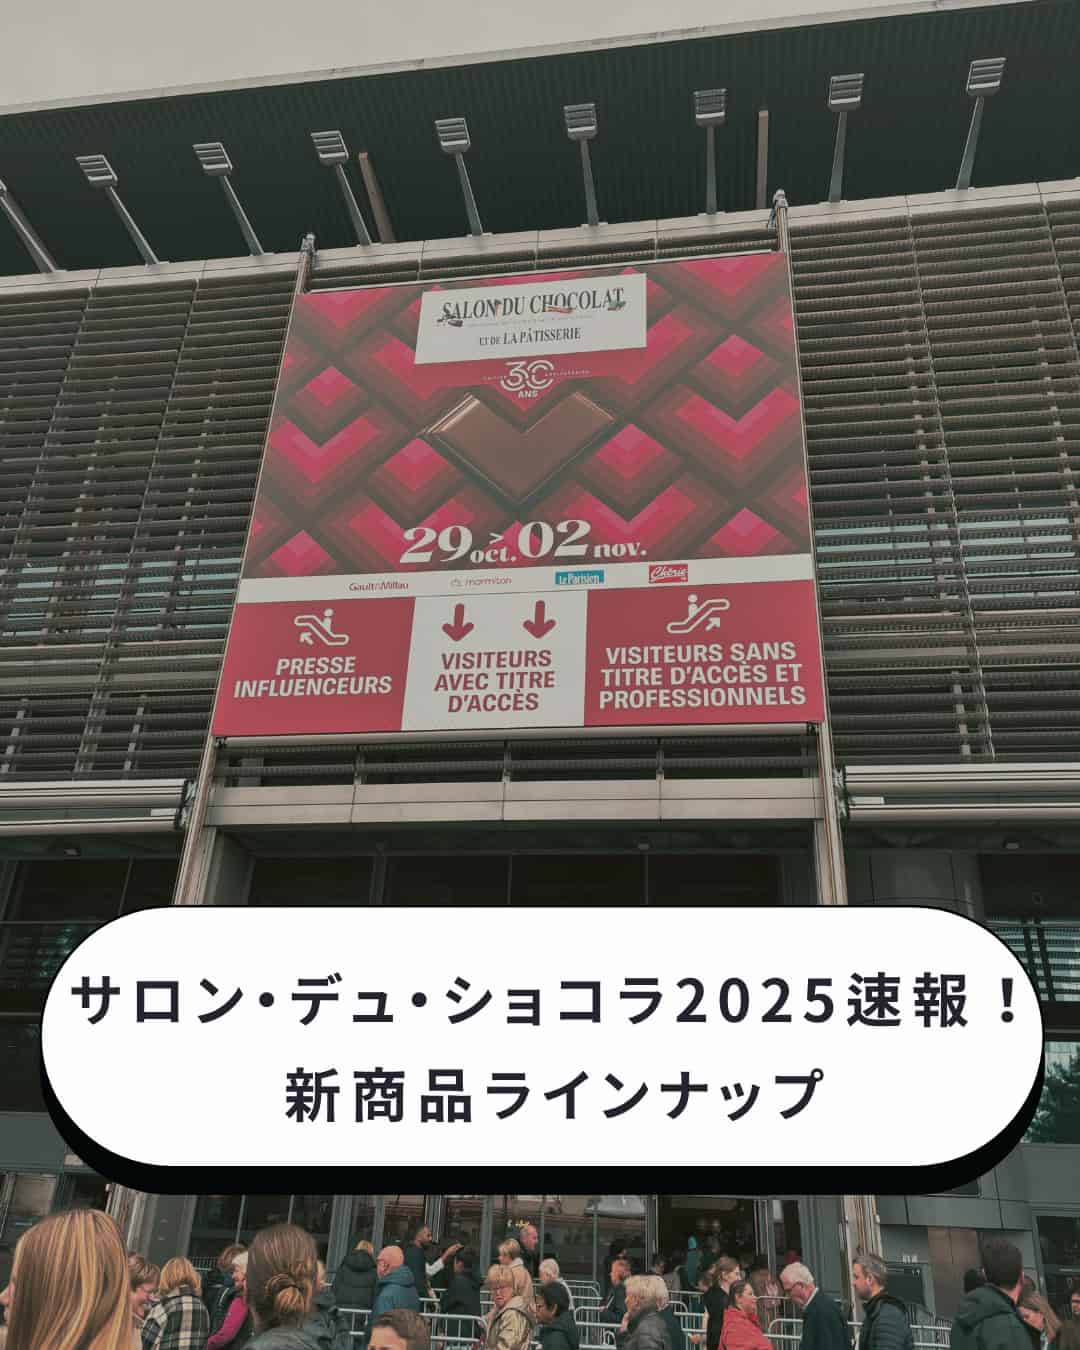 SALON DU CHOCOLAT
ET DE LA PÂTISSERIE
30
ANS
29 oct. > 02 nov.
Gault&Millau marmiton Le Parisien Chérie
PRESSE
INFLUENCEURS
VISITEURS
AVEC TITRE
D'ACCÈS
VISITEURS SANS
TITRE D'ACCÈS ET
PROFESSIONNELS
サロン・デュ・ショコラ2025速報！
新商品ラインナップ